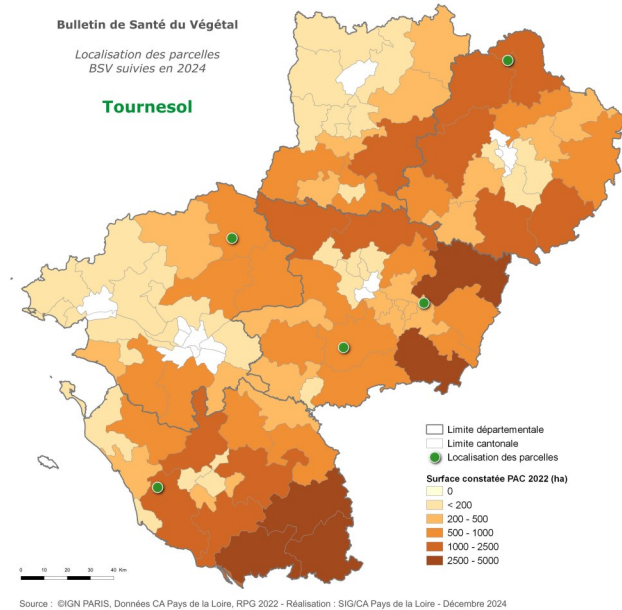 Bulletin de Santé du Végétal
Localisation des parcelles
BSV suivies en 2024
Tournesol
Limite départementale
Limite cantonale
Localisation des parcelles
Surface constatée PAC 2022 (ha)
0
< 200
200 - 500
500 - 1000
1000 - 2500
2500 - 5000
0 10 20 30 40 Km
Source : ©IGN PARIS, Données CA Pays de la Loire, RPG 2022 - Réalisation : SIG/CA Pays de la Loire - Décembre 2024